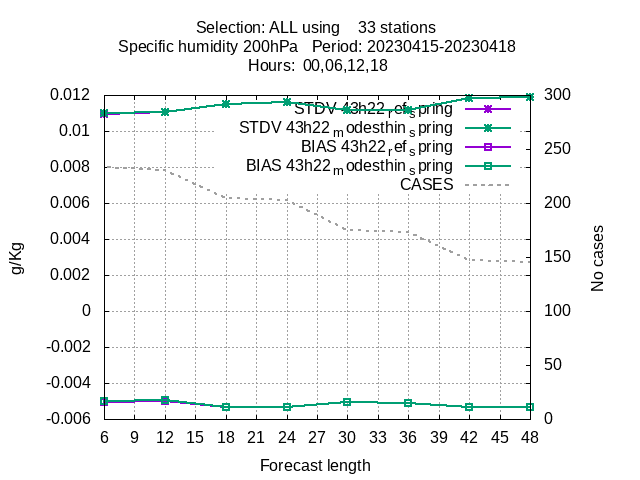 Selection: ALL using    33 stations
Specific humidity 200hPa   Period: 20230415-20230418
Hours:  00,06,12,18
STDV 43h22_ref_spring
STDV 43h22_modesthin_spring
BIAS 43h22_ref_spring
BIAS 43h22_modesthin_spring
CASES
0.012
0.01
0.008
0.006
0.004
0.002
0
-0.002
-0.004
-0.006
g/Kg
300
250
200
150
100
50
0
No cases
6 9 12 15 18 21 24 27 30 33 36 39 42 45 48
Forecast length